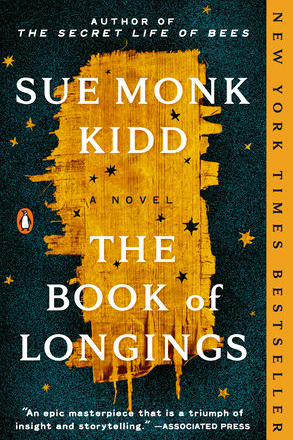 AUTHOR OF
THE SECRET LIFE OF BEES
SUE MONK
KIDD
A NOVEL
THE
BOOK of
LONGINGS
“An epic masterpiece that is a triumph of
insight and storytelling.” —ASSOCIATED PRESS
NEW YORK TIMES BESTSELLER